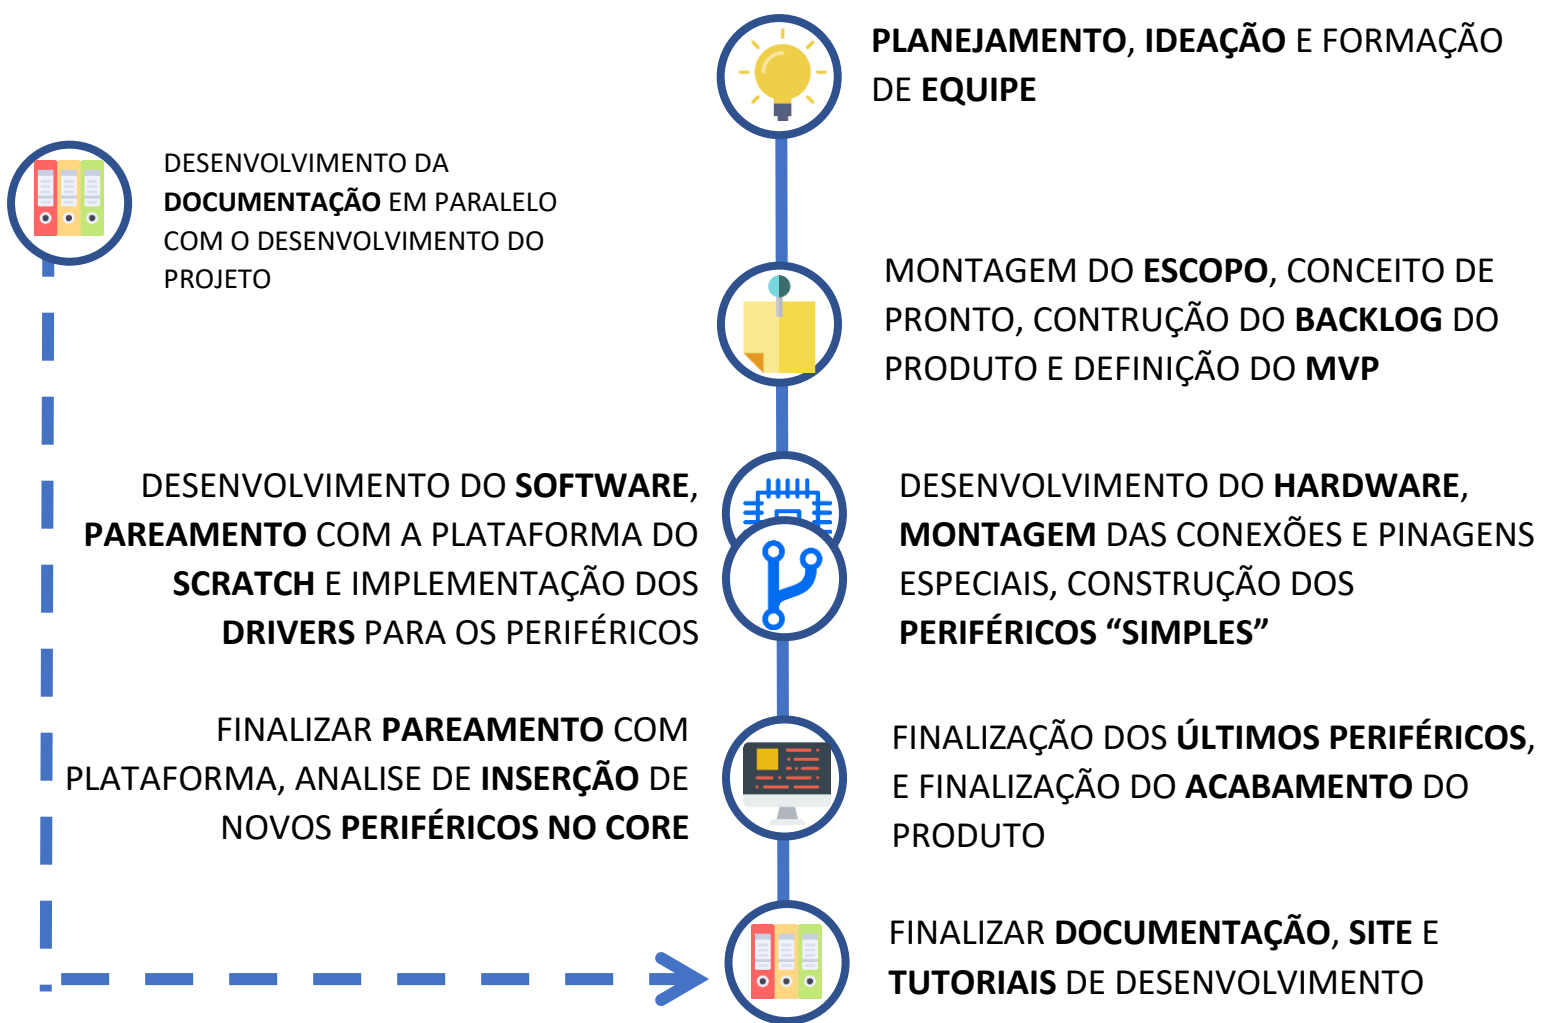 PLANEJAMENTO, IDEAÇÃO E FORMAÇÃO
DE EQUIPE
DESENVOLVIMENTO DA
DOCUMENTAÇÃO EM PARALELO
COM O DESENVOLVIMENTO DO
PROJETO
MONTAGEM DO ESCOPO, CONCEITO DE
PRONTO, CONTRUÇÃO DO BACKLOG DO
PRODUTO E DEFINIÇÃO DO MVP
DESENVOLVIMENTO DO SOFTWARE,
PAREAMENTO COM A PLATAFORMA DO
SCRATCH E IMPLEMENTAÇÃO DOS
DRIVERS PARA OS PERIFÉRICOS
DESENVOLVIMENTO DO HARDWARE,
MONTAGEM DAS CONEXÕES E PINAGENS
ESPECIAIS, CONSTRUÇÃO DOS
PERIFÉRICOS “SIMPLES”
FINALIZAR PAREAMENTO COM
PLATAFORMA, ANALISE DE INSERÇÃO DE
NOVOS PERIFÉRICOS NO CORE
FINALIZAÇÃO DOS ÚLTIMOS PERIFÉRICOS,
E FINALIZAÇÃO DO ACABAMENTO DO
PRODUTO
FINALIZAR DOCUMENTAÇÃO, SITE E
TUTORIAIS DE DESENVOLVIMENTO